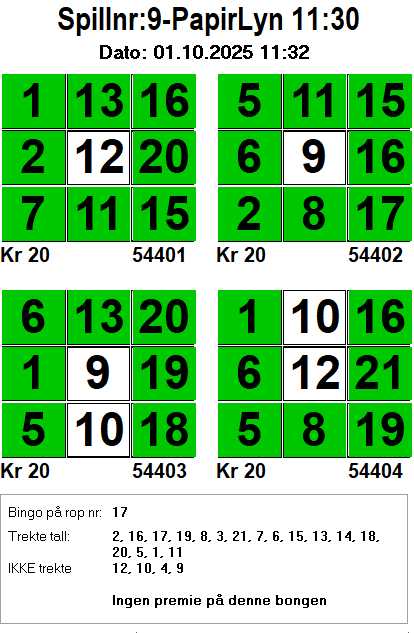 Spillnr:9-PapirLyn 11:30
Dato: 01.10.2025 11:32
1 13 16 5 11 15
2 12 20 6 9 16
7 11 15 2 8 17
Kr 20 54401 Kr 20 54402
6 13 20 1 10 16
1 9 19 6 12 21
5 10 18 5 8 19
Kr 20 54403 Kr 20 54404
Bingo på rop nr: 17
Trekte tall: 2, 16, 17, 19, 8, 3, 21, 7, 6, 15, 13, 14, 18,
20, 5, 1, 11
IKKE trekte 12, 10, 4, 9
Ingen premie på denne bongen